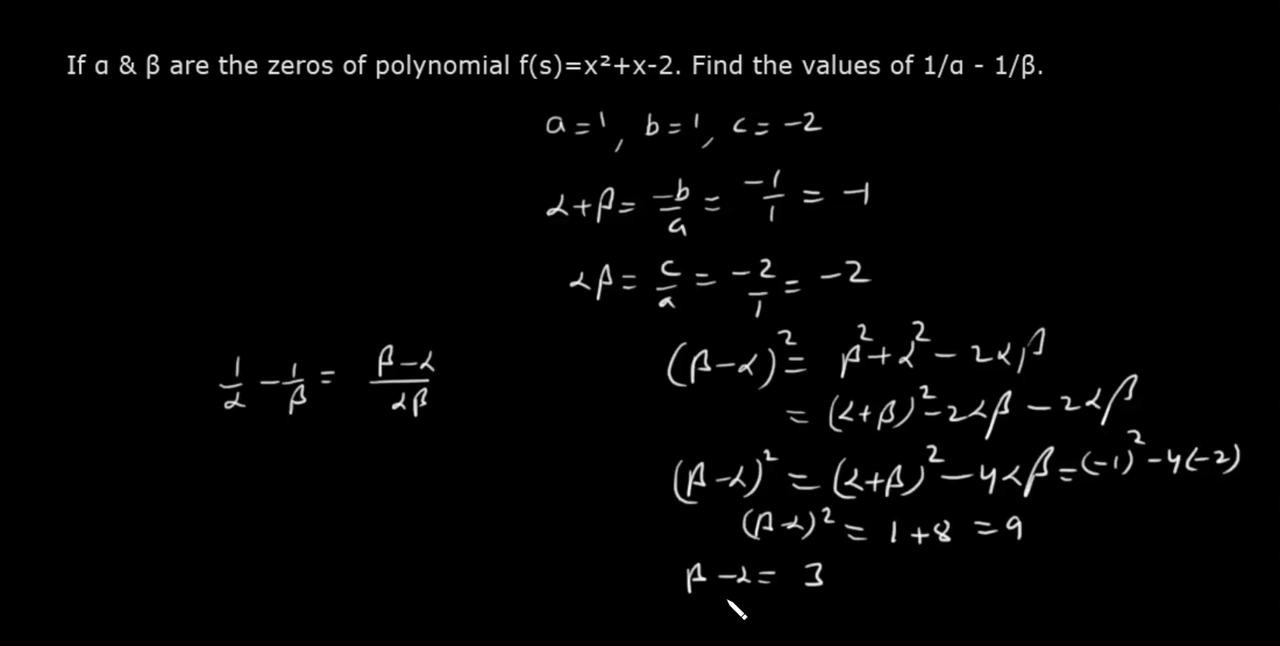 If α & β are the zeros of polynomial f(s)=x²+x-2. Find the values of 1/α - 1/β.
a=1, b=1, c=-2
α+β= -b/a = -1/1 = -1
αβ= c/a = -2/1 = -2
1/α - 1/β = β-α/αβ
(β-α)²= β²+α²-2αβ
= (α+β)²-2αβ-2αβ
(β-α)² = (α+β)²-4αβ=(-1)²-4(-2)
(β-α)² = 1+8 =9
β-α= 3